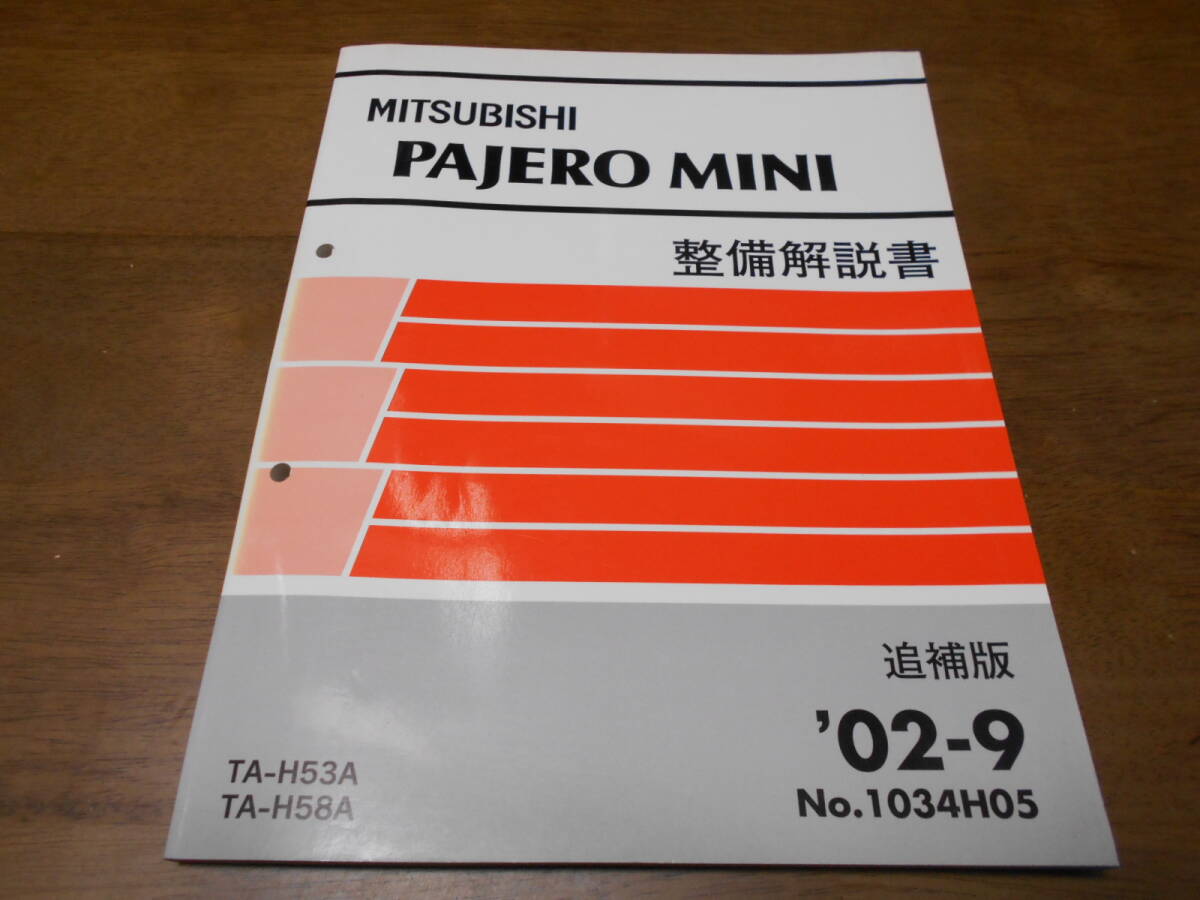 MITSUBISHI
PAJERO MINI
整備解説書
追補版
'02-9
No.1034H05
TA-H53A
TA-H58A